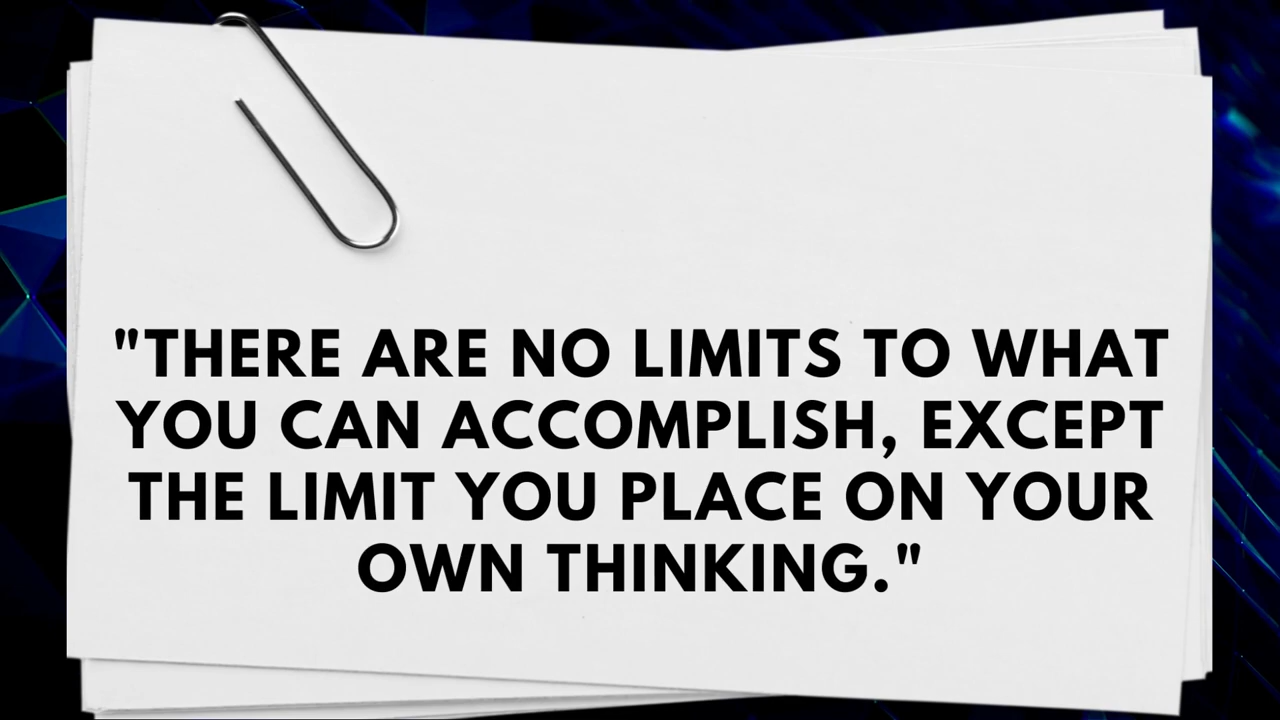 "THERE ARE NO LIMITS TO WHAT
YOU CAN ACCOMPLISH, EXCEPT
THE LIMIT YOU PLACE ON YOUR
OWN THINKING."